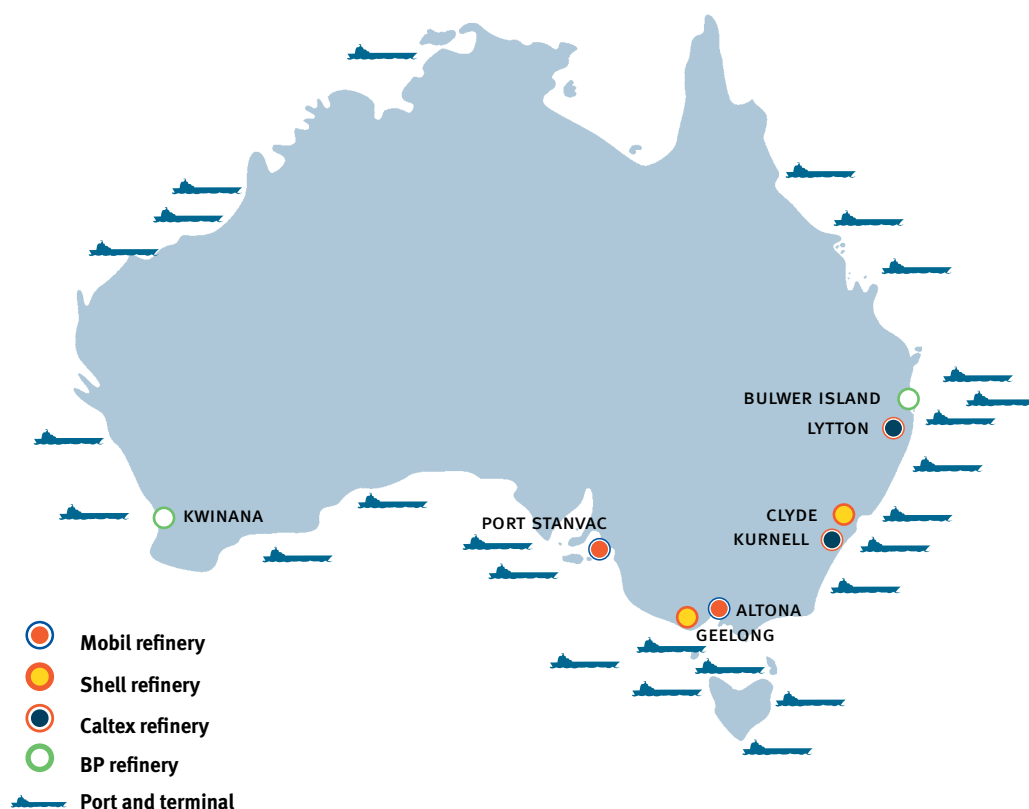 BULWER ISLAND
LYTTON
KWINANA
PORT STANVAC
CLYDE
KURNELL
ALTONA
GEELONG
Mobil refinery
Shell refinery
Caltex refinery
BP refinery
Port and terminal